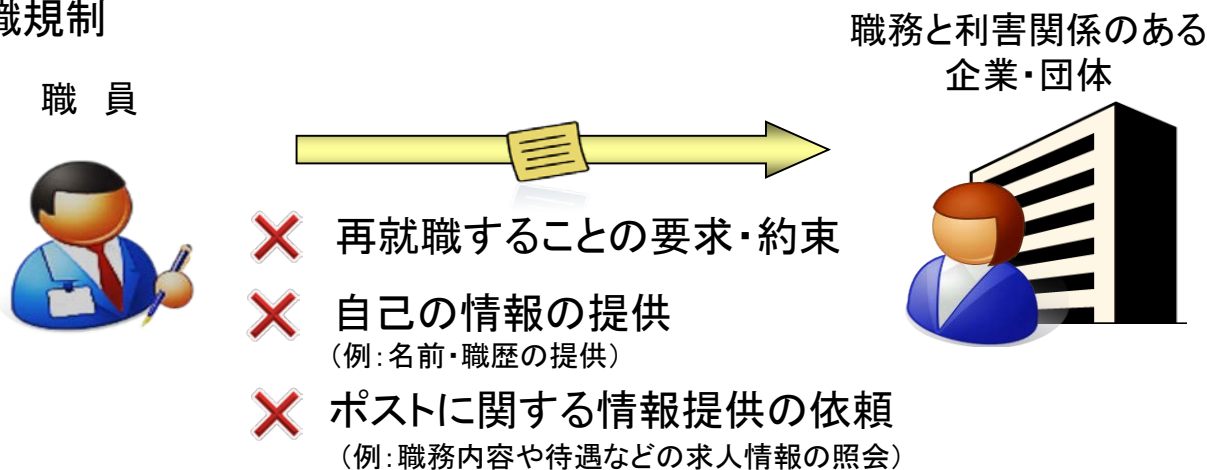 職規制
職務と利害関係のある
企業・団体
職 員
再就職することの要求・約束
自己の情報の提供
（例：名前・職歴の提供）
ポストに関する情報提供の依頼
（例：職務内容や待遇などの求人情報の照会）